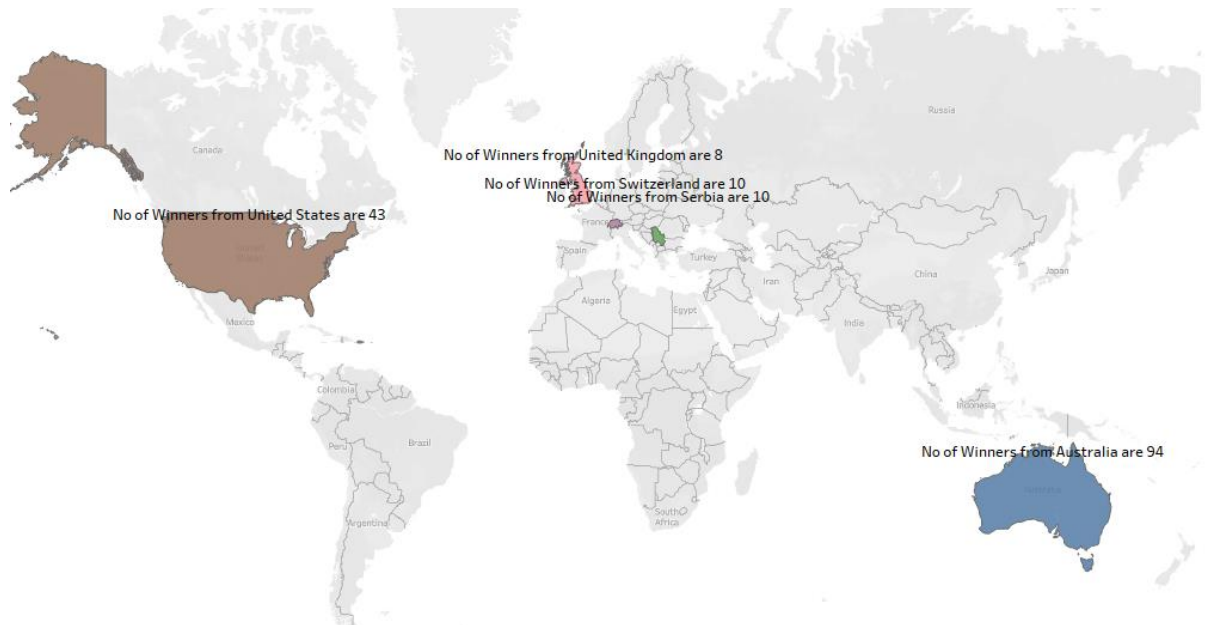 Russia
Canada
No of Winners from United Kingdom are 8
No of Winners from Switzerland are 10
No of Winners from Serbia are 10
No of Winners from United States are 43
France
Spain
Turkey
China
Japan
Iran
Algeria
Egypt
Mexico
India
Colombia
Indonesia
Brazil
Peru
No of Winners from Australia are 94
South
Africa
Argentina